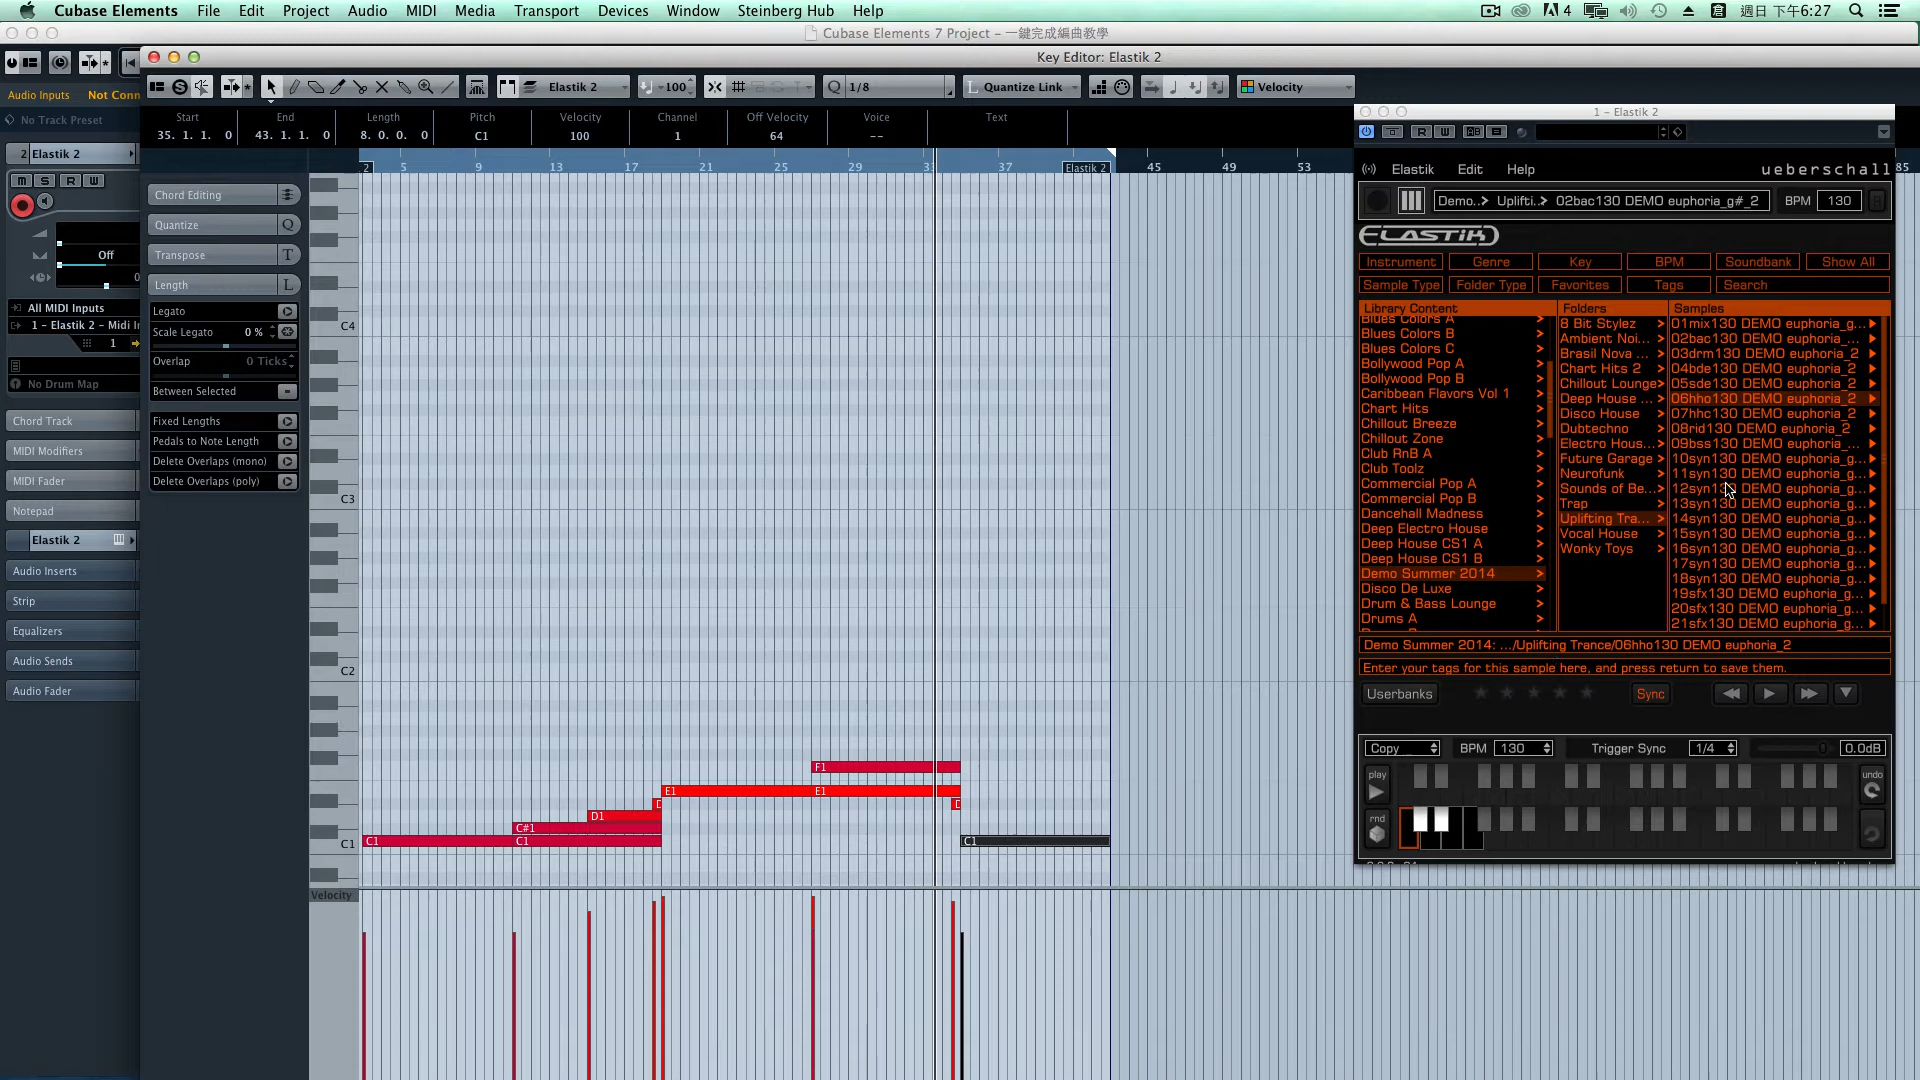 Cubase Elements File Edit Project Audio MIDI Media Transport Devices Window Steinberg Hub Help 4 週日 下午6:27
Cubase Elements 7 Project - 一鍵完成編曲教學
Key Editor: Elastik 2
Elastik 2 100 Q 1/8 L Quantize Link Velocity
Audio Inputs Not Conn
No Track Preset
2 Elastik 2
M S R W
Off
0
All MIDI Inputs
1 - Elastik 2 - Midi I
1
No Drum Map
Chord Track
MIDI Modifiers
MIDI Fader
Notepad
Elastik 2
Audio Inserts
Strip
Equalizers
Audio Sends
Audio Fader
Start End Length Pitch Velocity Channel Off Velocity Voice Text
35. 1. 1. 0 43. 1. 1. 0 8. 0. 0. 0 C1 100 1 64 --
2 5 9 13 17 21 25 29 37 Elastik 2 45 49 53 85
Chord Editing
Quantize Q
Transpose T
Length L
Legato
Scale Legato 0 %
Overlap 0 Ticks
Between Selected
Fixed Lengths
Pedals to Note Length
Delete Overlaps (mono)
Delete Overlaps (poly)
C4
C3
C2
C1
F1
E1 E1
D D
D1
C#1
C1 C1 C1
Velocity
1 - Elastik 2
R W
Elastik Edit Help ueberschall
Demo..> Uplifti..> 02bac130 DEMO euphoria_g#_2 BPM 130
ELASTIK
Instrument Genre Key BPM Soundbank Show All
Sample Type Folder Type Favorites Tags Search
Library Content Folders Samples
Blues Colors A
Blues Colors B
Blues Colors C
Bollywood Pop A
Bollywood Pop B
Caribbean Flavors Vol 1
Chart Hits
Chillout Breeze
Chillout Zone
Club RnB A
Club Toolz
Commercial Pop A
Commercial Pop B
Dancehall Madness
Deep Electro House
Deep House CS1 A
Deep House CS1 B
Demo Summer 2014
Disco De Luxe
Drum & Bass Lounge
Drums A
8 Bit Stylez
Ambient Noi...
Brasil Nova ...
Chart Hits 2
Chillout Lounge
Deep House ...
Disco House
Dubtechno
Electro Hous...
Future Garage
Neurofunk
Sounds of Be...
Trap
Uplifting Tra...
Vocal House
Wonky Toys
01mix130 DEMO euphoria_g...
02bac130 DEMO euphoria_...
03drm130 DEMO euphoria_2
04bde130 DEMO euphoria_2
05sde130 DEMO euphoria_2
06hho130 DEMO euphoria_2
07hhc130 DEMO euphoria_2
08rid130 DEMO euphoria_2
09bss130 DEMO euphoria_...
10syn130 DEMO euphoria_g...
11syn130 DEMO euphoria_g...
12syn130 DEMO euphoria_g...
13syn130 DEMO euphoria_g...
14syn130 DEMO euphoria_g...
15syn130 DEMO euphoria_g...
16syn130 DEMO euphoria_g...
17syn130 DEMO euphoria_g...
18syn130 DEMO euphoria_g...
19sfx130 DEMO euphoria_g...
20sfx130 DEMO euphoria_g...
21sfx130 DEMO euphoria_g...
Demo Summer 2014: .../Uplifting Trance/06hho130 DEMO euphoria_2
Enter your tags for this sample here, and press return to save them.
Userbanks Sync
Copy BPM 130 Trigger Sync 1/4 0.0dB
play undo
rnd